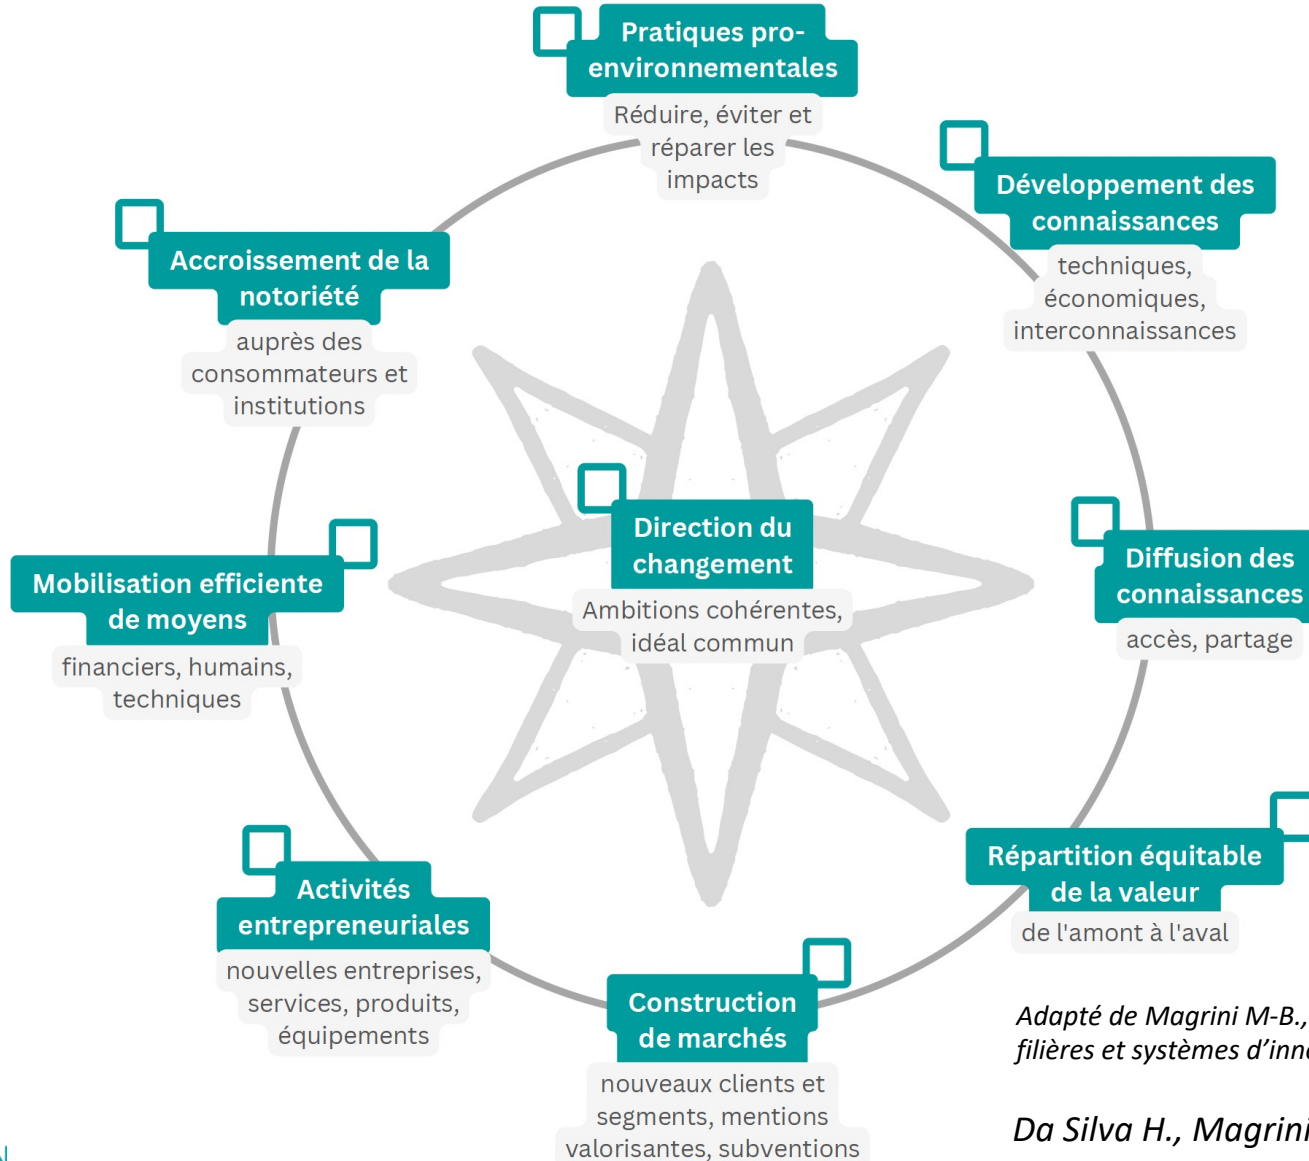 Pratiques pro-
environnementales
Réduire, éviter et
réparer les
impacts
Développement des
connaissances
techniques,
économiques,
interconnaissances
Accroissement de la
notoriété
auprès des
consommateurs et
institutions
Direction du
changement
Ambitions cohérentes,
idéal commun
Diffusion des
connaissances
accès, partage
Mobilisation efficiente
de moyens
financiers, humains,
techniques
Répartition équitable
de la valeur
de l'amont à l'aval
Activités
entrepreneuriales
nouvelles entreprises,
services, produits,
équipements
Construction
de marchés
nouveaux clients et
segments, mentions
valorisantes, subventions
Adapté de Magrini M-B.,
filières et systèmes d’inno
Da Silva H., Magrini